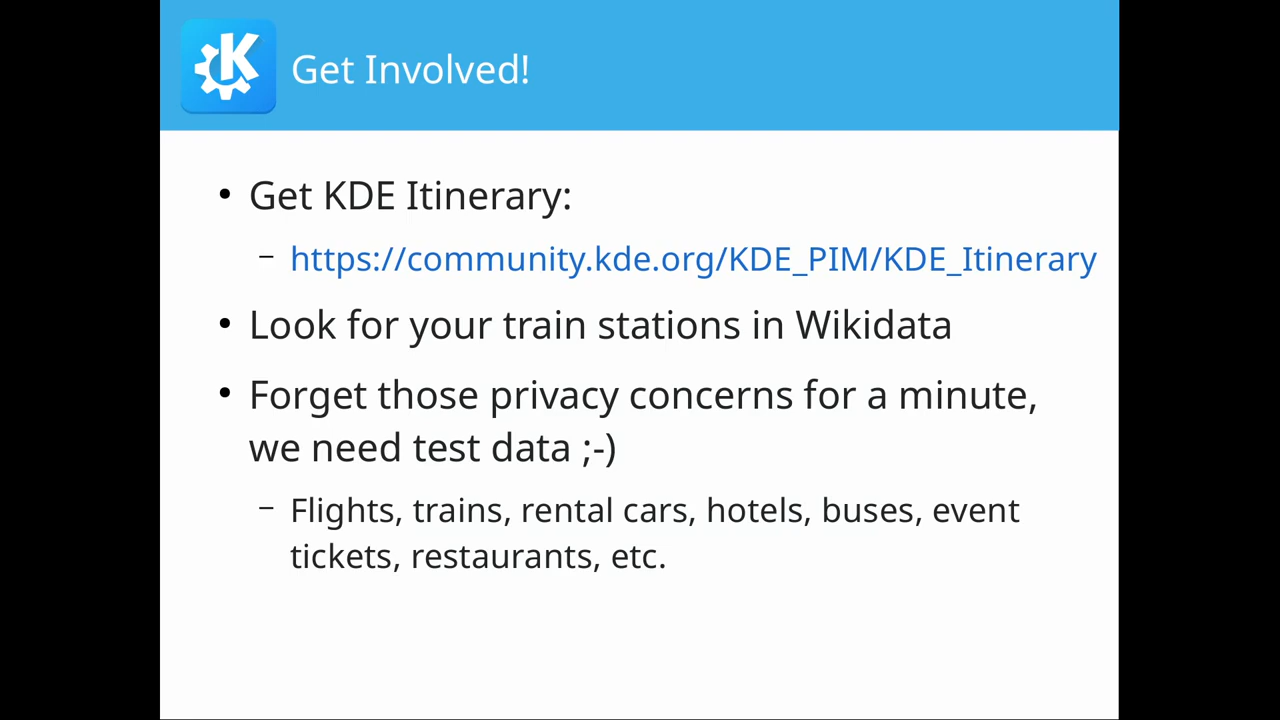 Get Involved!
• Get KDE Itinerary:
– https://community.kde.org/KDE_PIM/KDE_Itinerary
• Look for your train stations in Wikidata
• Forget those privacy concerns for a minute,
we need test data ;-)
– Flights, trains, rental cars, hotels, buses, event
tickets, restaurants, etc.